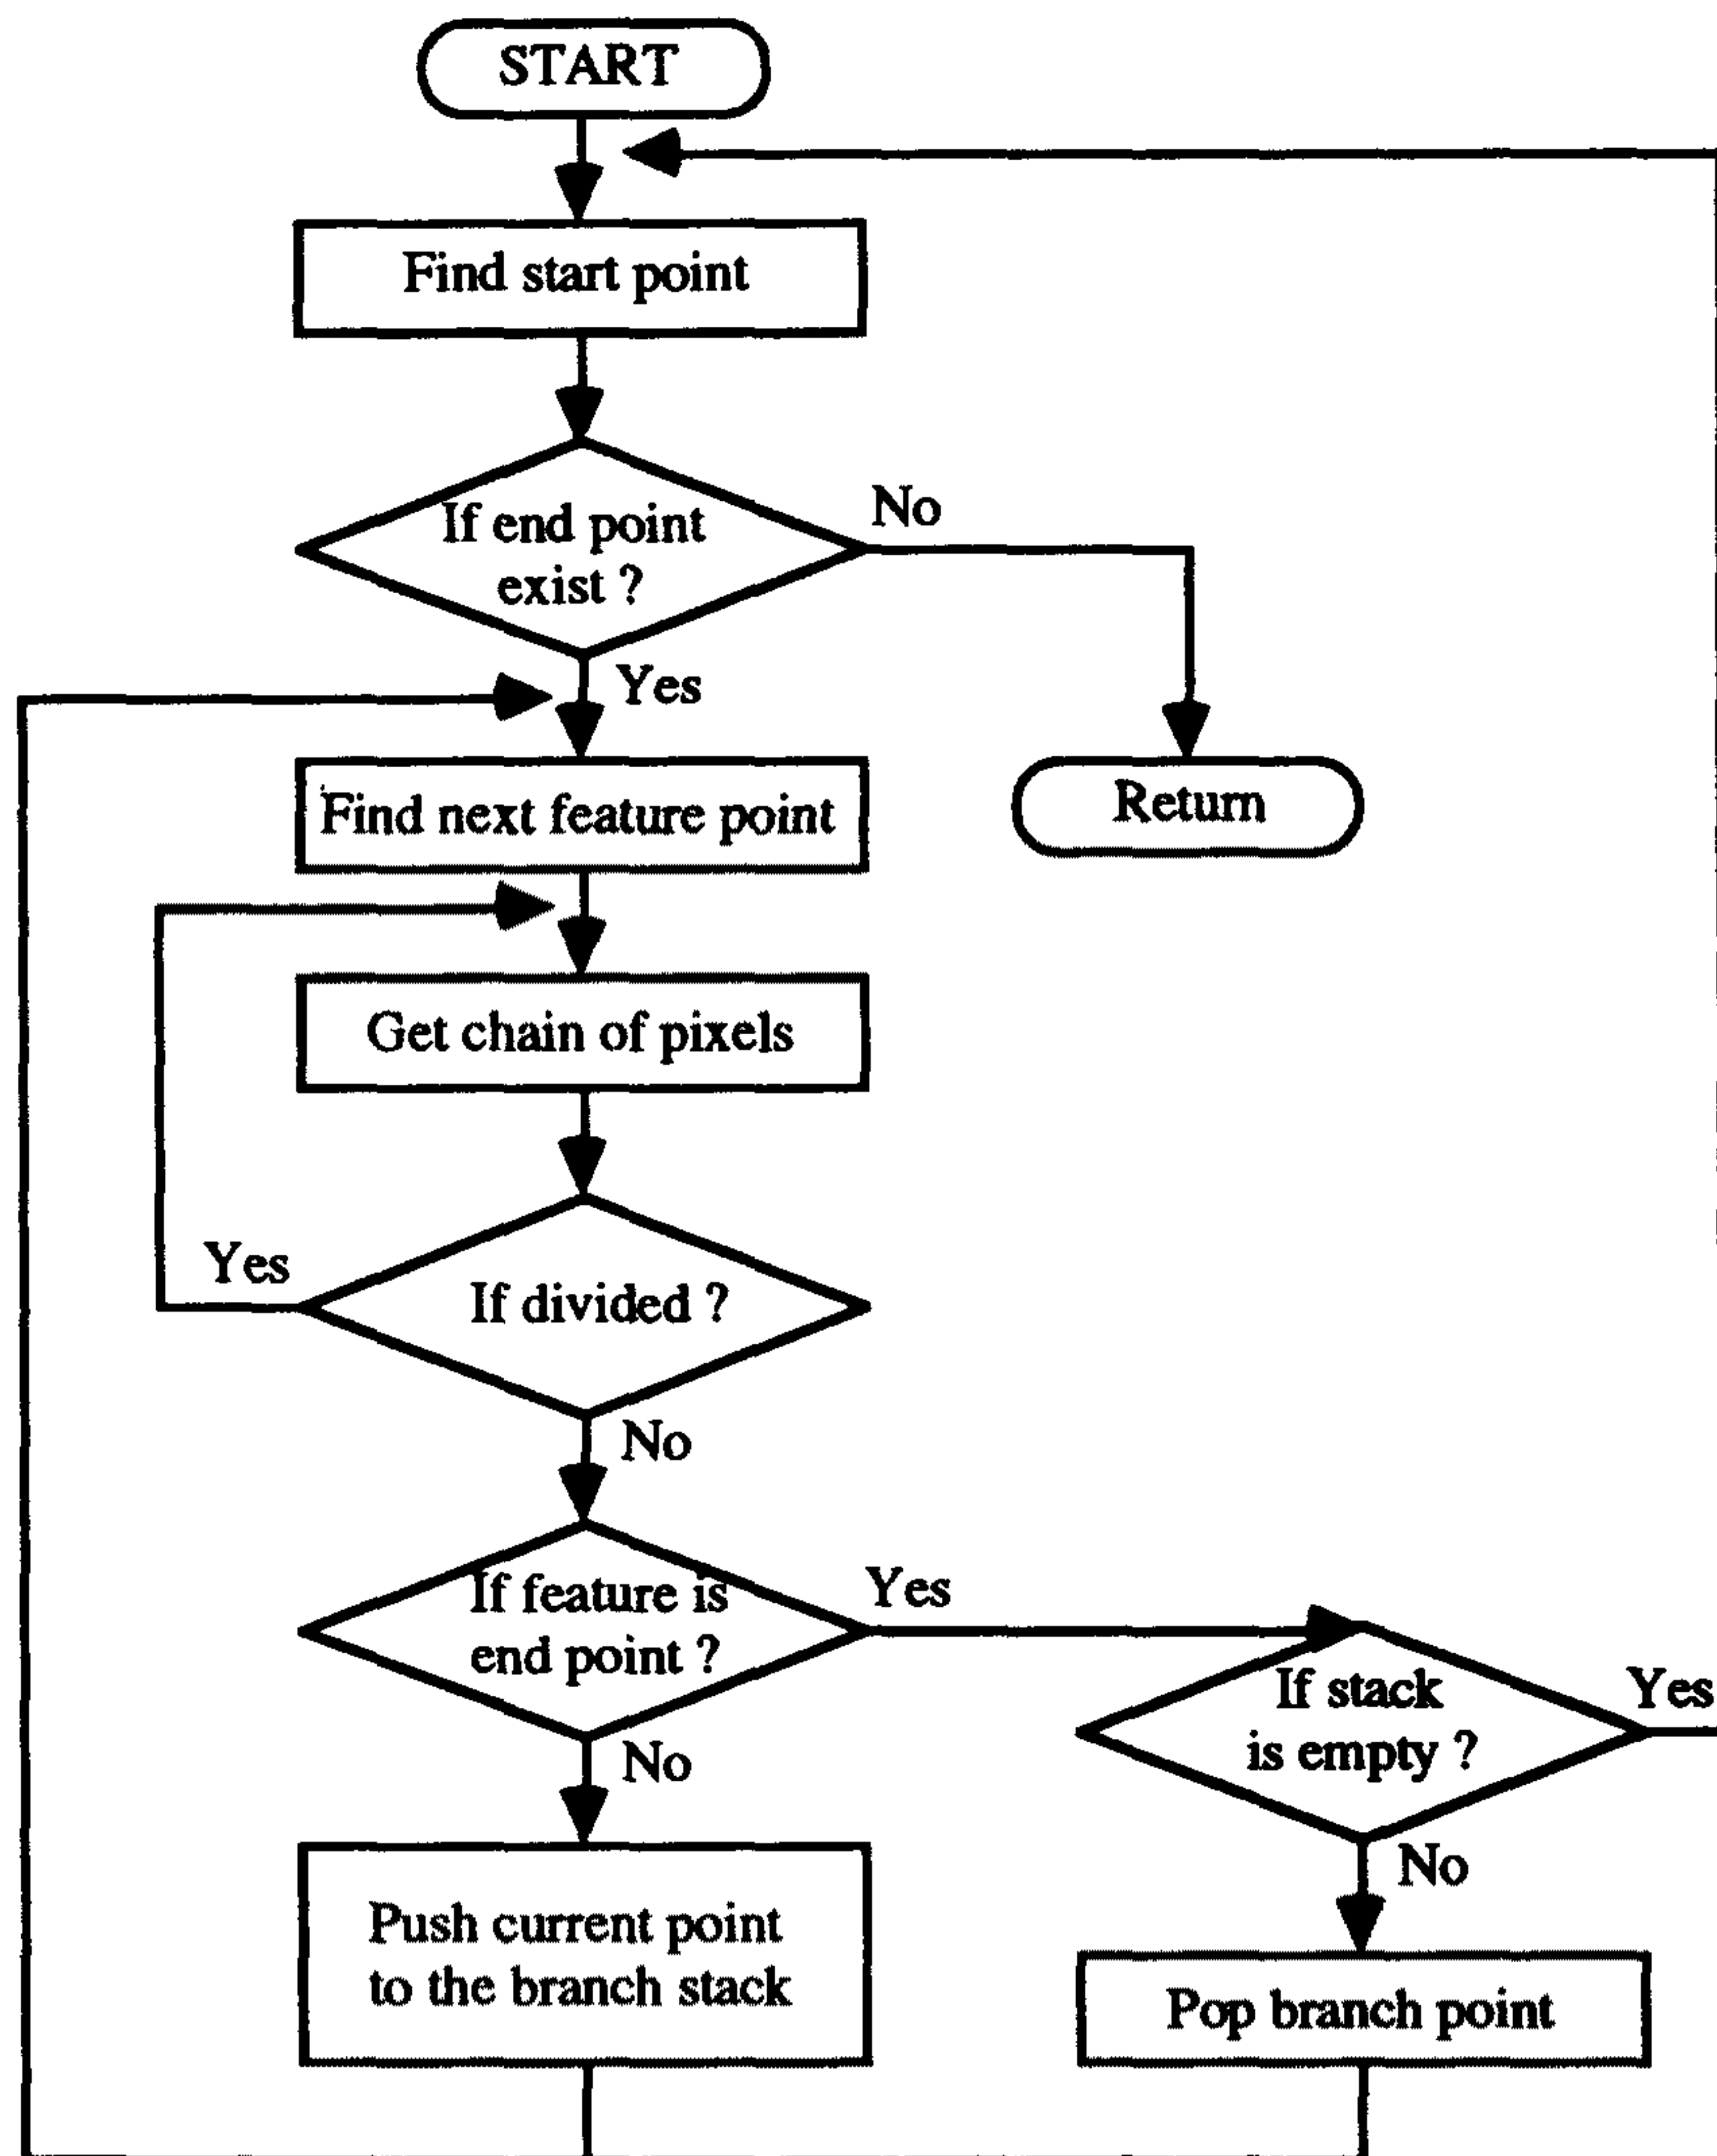 START
Find start point
If end point
exist ?
No
Yes
Find next feature point
Return
Get chain of pixels
Yes
If divided ?
No
If feature is
end point ?
Yes
If stack
is empty ?
Yes
No
No
Push current point
to the branch stack
Pop branch point